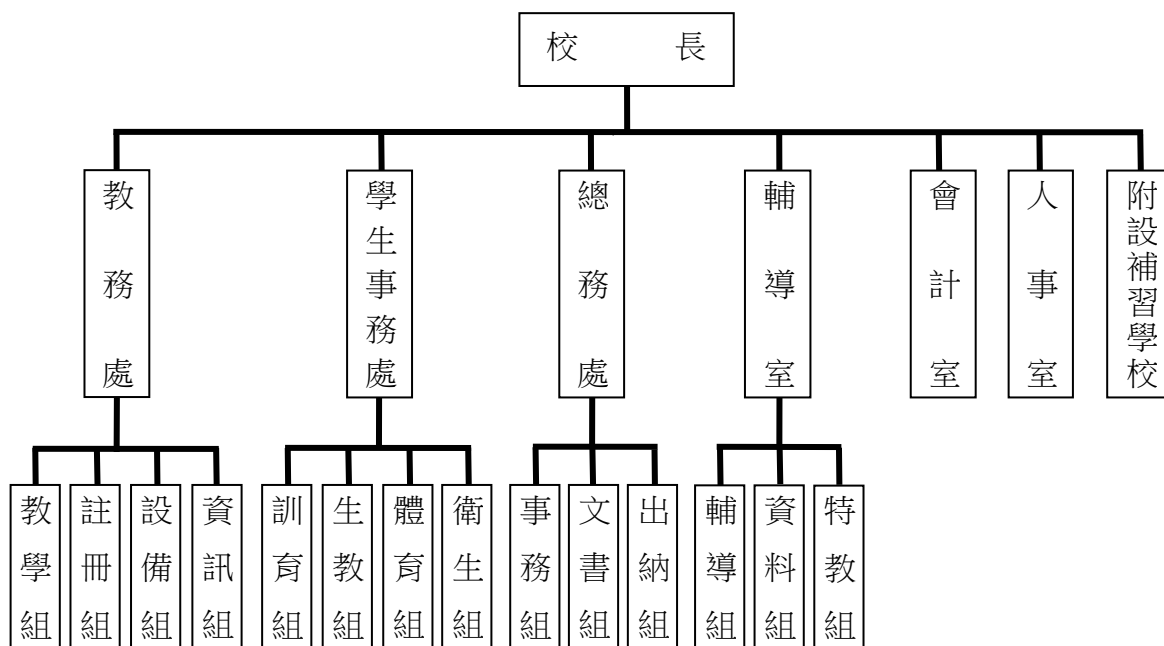 校長
教務處
學生事務處
總務處
輔導室
會計室
人事室
附設補習學校
教學組
註冊組
設備組
資訊組
訓育組
生教組
體育組
衛生組
事務組
文書組
出納組
輔導組
資料組
特教組